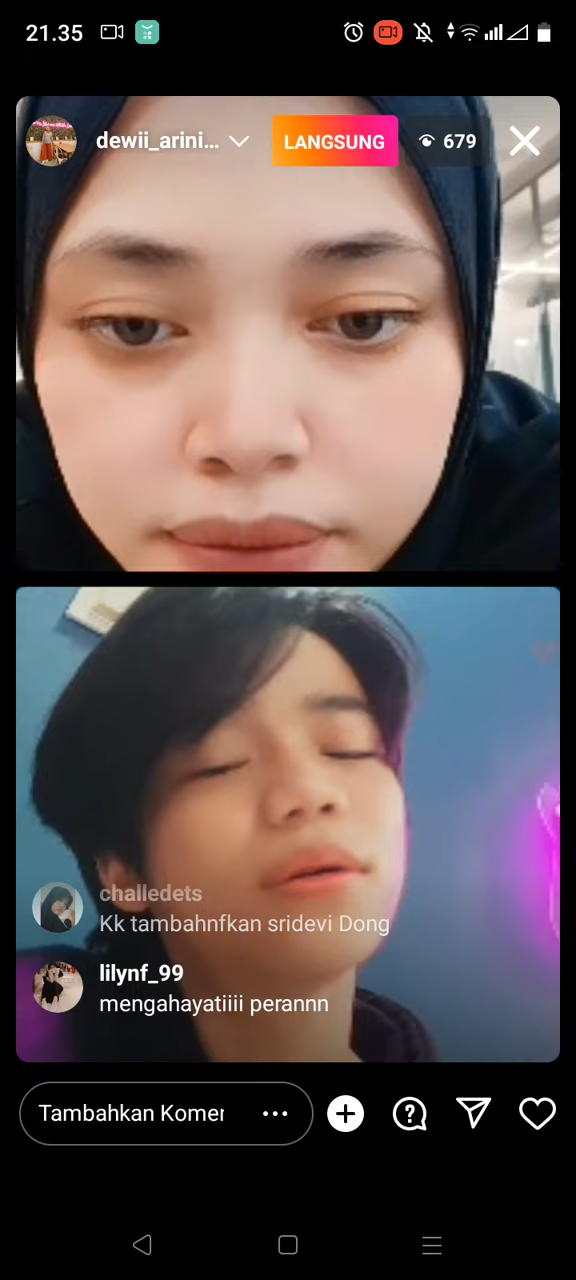 21.35
dewii_arini...
LANGSUNG
679
challedets
Kk tambahnfkan sridevi Dong
lilynf_99
mengahayatiiii perannn
Tambahkan Komer